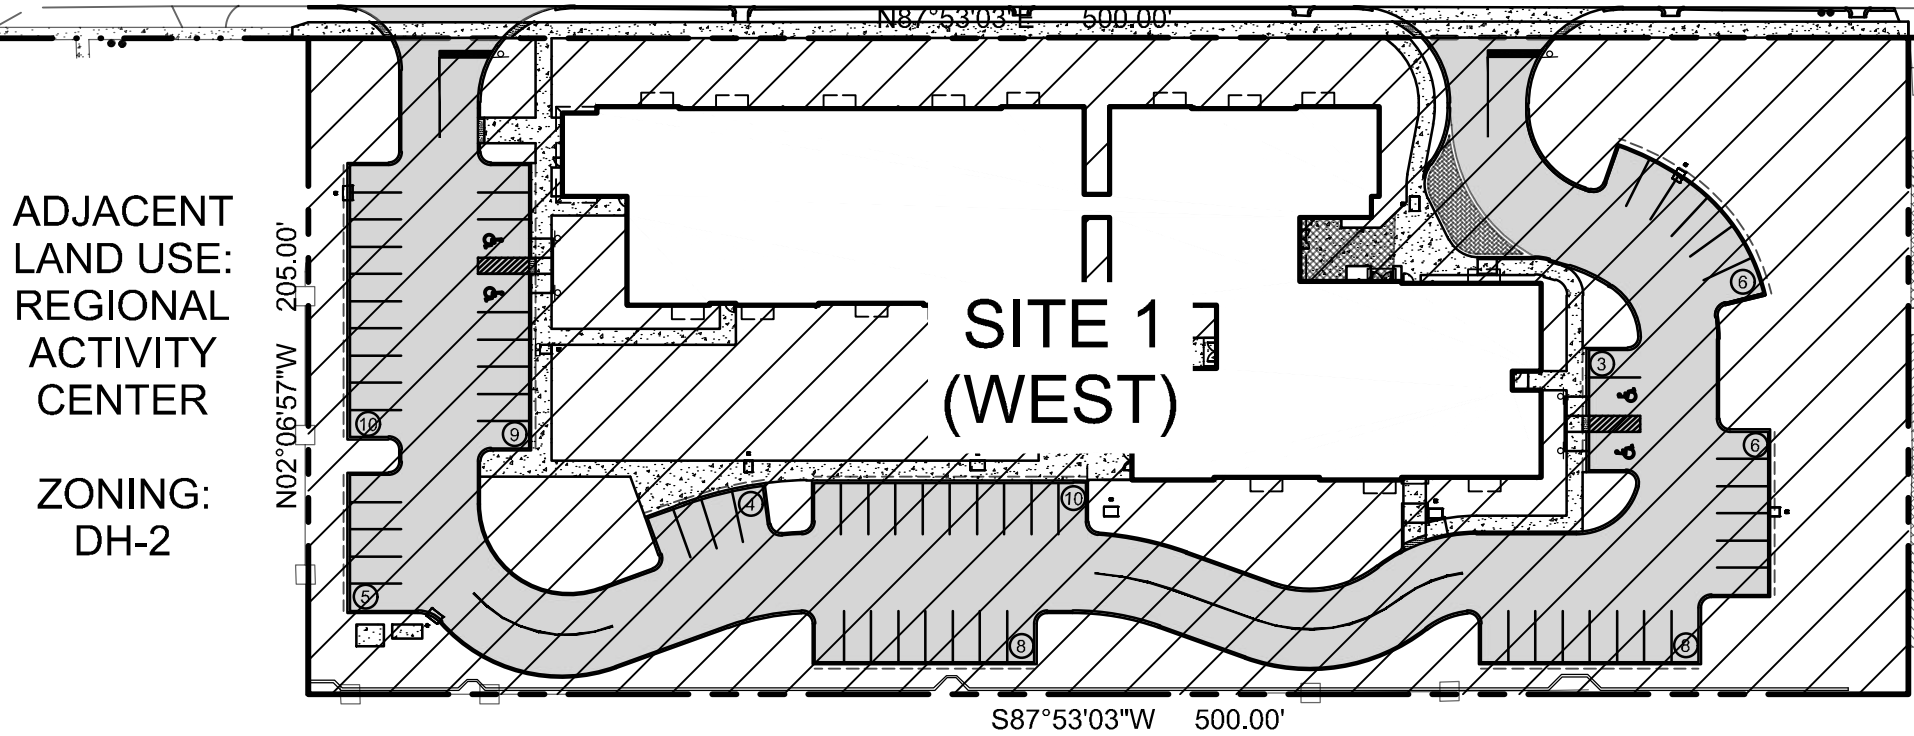 N87°53'03"E 500.00'
ADJACENT
LAND USE:
REGIONAL
ACTIVITY
CENTER
ZONING:
DH-2
N02°06'57"W 205.00'
SITE 1
(WEST)
6
3
10
9
6
4
10
5
8
8
S87°53'03"W 500.00'